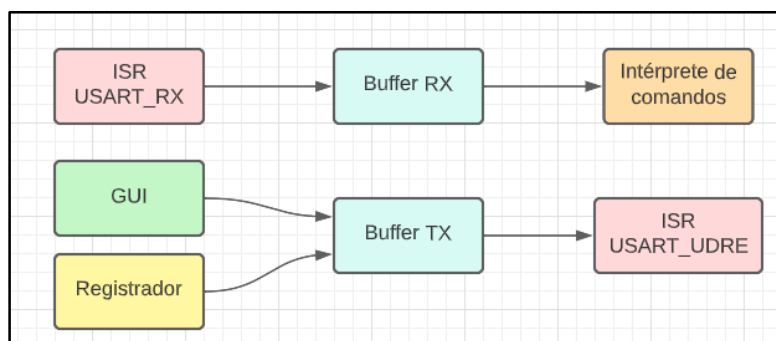 ISR
USART_RX
Buffer RX
Intérprete de
comandos
GUI
Buffer TX
ISR
USART_UDRE
Registrador